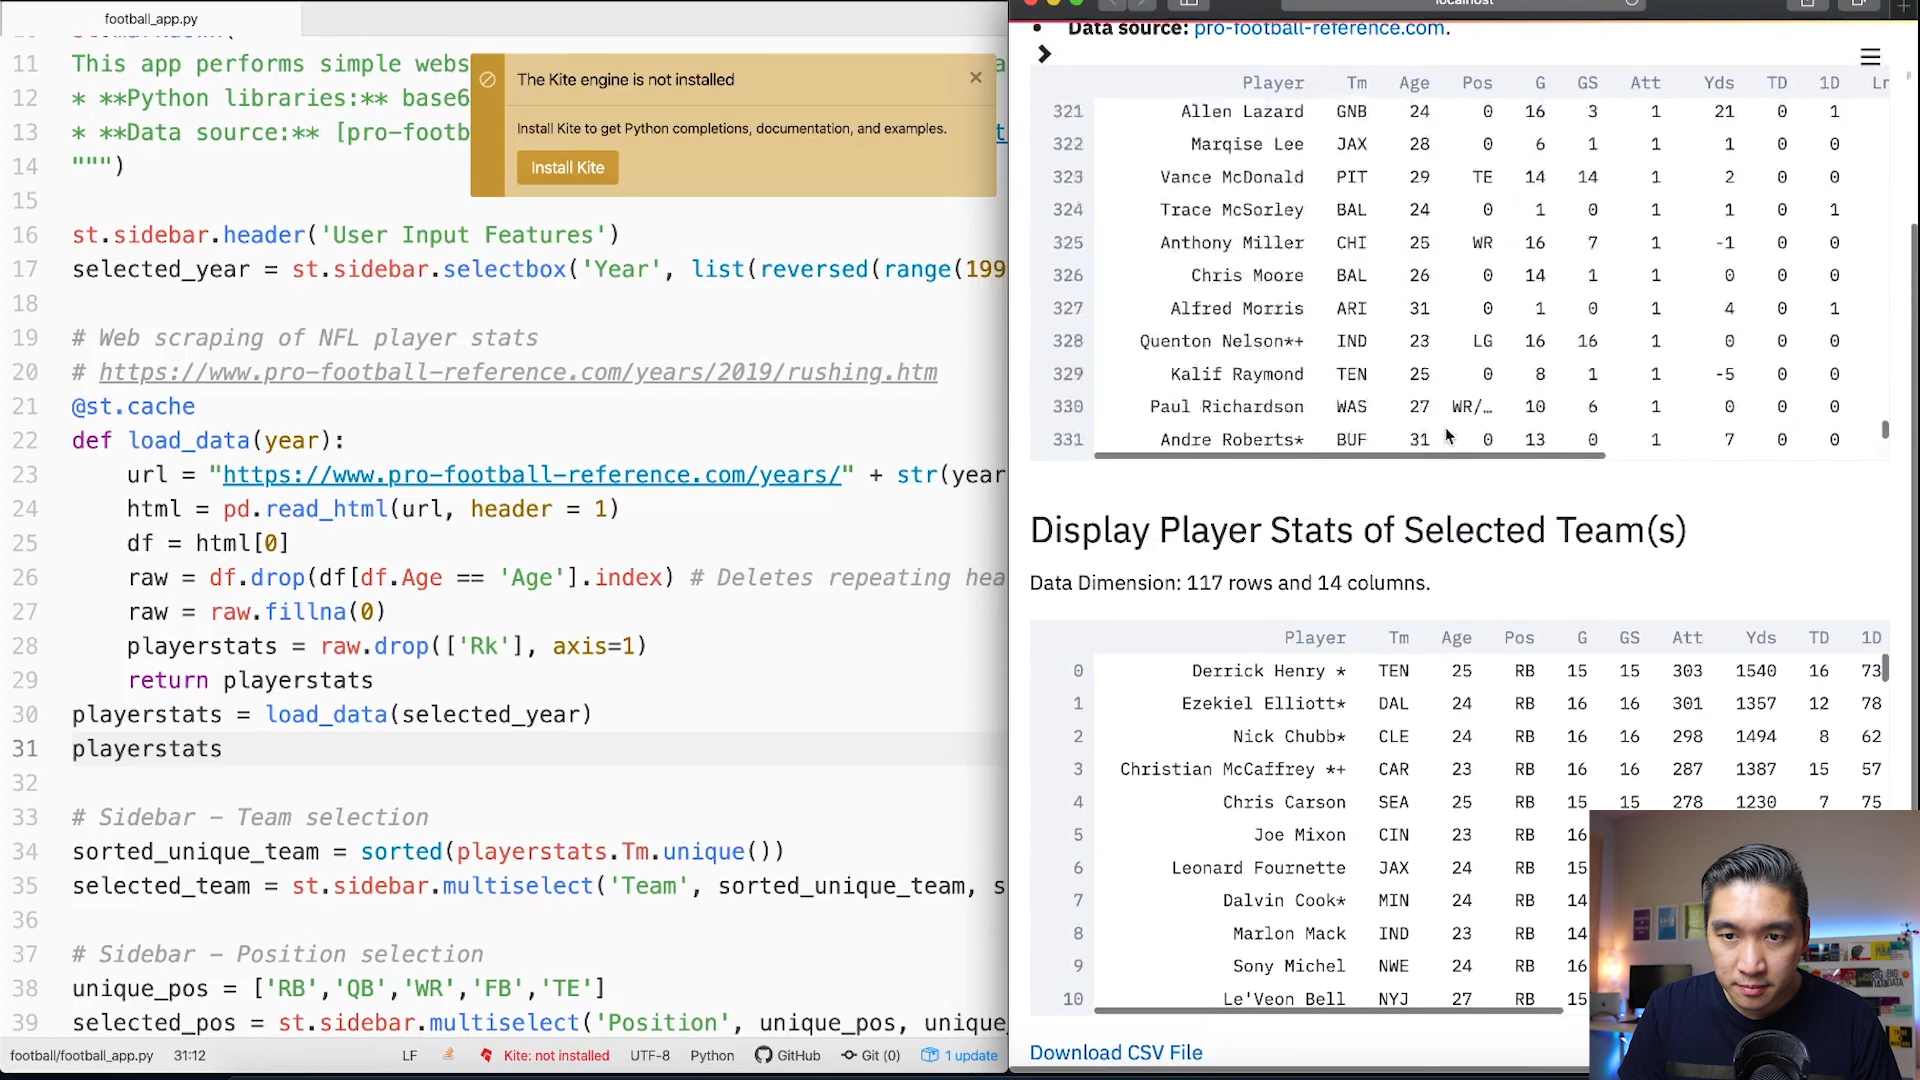 football_app.py
11 This app performs simple webs
12 * **Python libraries:** base6
13 * **Data source:** [pro-footb
14 """)
15
16 st.sidebar.header('User Input Features')
17 selected_year = st.sidebar.selectbox('Year', list(reversed(range(199
18
19 # Web scraping of NFL player stats
20 # https://www.pro-football-reference.com/years/2019/rushing.htm
21 @st.cache
22 def load_data(year):
23 url = "https://www.pro-football-reference.com/years/" + str(year
24 html = pd.read_html(url, header = 1)
25 df = html[0]
26 raw = df.drop(df[df.Age == 'Age'].index) # Deletes repeating hea
27 raw = raw.fillna(0)
28 playerstats = raw.drop(['Rk'], axis=1)
29 return playerstats
30 playerstats = load_data(selected_year)
31 playerstats
32
33 # Sidebar - Team selection
34 sorted_unique_team = sorted(playerstats.Tm.unique())
35 selected_team = st.sidebar.multiselect('Team', sorted_unique_team, s
36
37 # Sidebar - Position selection
38 unique_pos = ['RB','QB','WR','FB','TE']
39 selected_pos = st.sidebar.multiselect('Position', unique_pos, unique_
football/football_app.py 31:12 LF Kite: not installed UTF-8 Python GitHub Git (0) 1 update
The Kite engine is not installed
Install Kite to get Python completions, documentation, and examples.
Install Kite
localhost
Data source: pro-football-reference.com.
Player Tm Age Pos G GS Att Yds TD 1D Ln
321 Allen Lazard GNB 24 0 16 3 1 21 0 1
322 Marqise Lee JAX 28 0 6 1 1 1 0 0
323 Vance McDonald PIT 29 TE 14 14 1 2 0 0
324 Trace McSorley BAL 24 0 1 0 1 1 0 1
325 Anthony Miller CHI 25 WR 16 7 1 -1 0 0
326 Chris Moore BAL 26 0 14 1 1 0 0 0
327 Alfred Morris ARI 31 0 1 0 1 4 0 1
328 Quenton Nelson*+ IND 23 LG 16 16 1 0 0 0
329 Kalif Raymond TEN 25 0 8 1 1 -5 0 0
330 Paul Richardson WAS 27 WR/… 10 6 1 0 0 0
331 Andre Roberts* BUF 31 0 13 0 1 7 0 0
Display Player Stats of Selected Team(s)
Data Dimension: 117 rows and 14 columns.
Player Tm Age Pos G GS Att Yds TD 1D
0 Derrick Henry * TEN 25 RB 15 15 303 1540 16 73
1 Ezekiel Elliott* DAL 24 RB 16 16 301 1357 12 78
2 Nick Chubb* CLE 24 RB 16 16 298 1494 8 62
3 Christian McCaffrey *+ CAR 23 RB 16 16 287 1387 15 57
4 Chris Carson SEA 25 RB 15 15 278 1230 7 75
5 Joe Mixon CIN 23 RB 16
6 Leonard Fournette JAX 24 RB 15
7 Dalvin Cook* MIN 24 RB 14
8 Marlon Mack IND 23 RB 14
9 Sony Michel NWE 24 RB 16
10 Le'Veon Bell NYJ 27 RB 15
Download CSV File